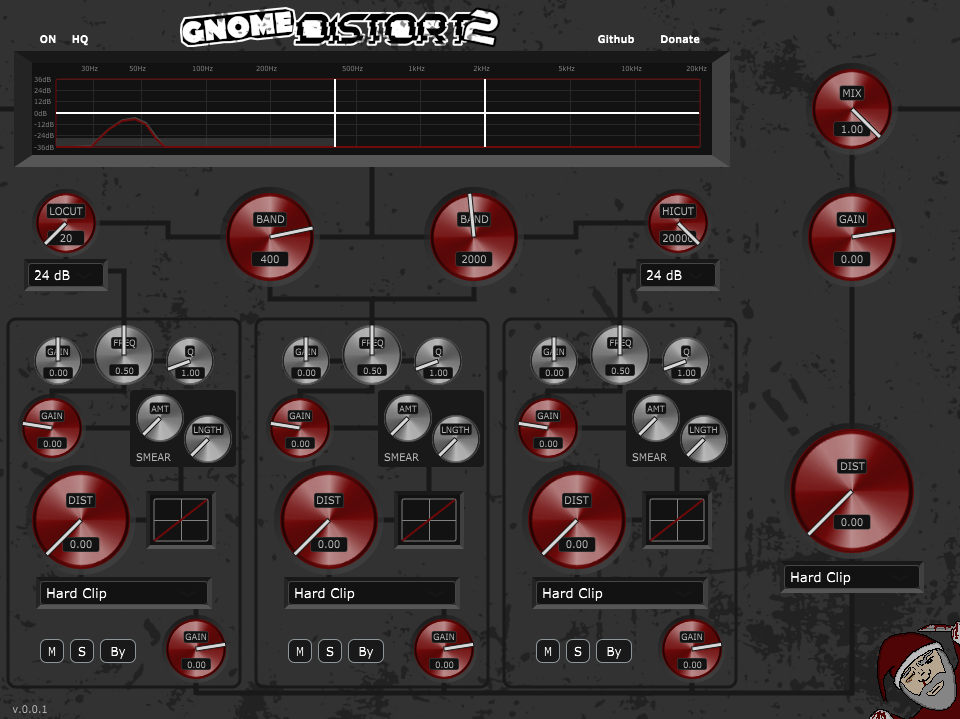 GNOME DISTORT 2
ON HQ
Github Donate
30Hz 50Hz 100Hz 200Hz 500Hz 1kHz 2kHz 5kHz 10kHz 20kHz
36dB
24dB
12dB
0dB
-12dB
-24dB
-36dB
MIX
1.00
LOCUT
20
24 dB
BAND
400
BAND
2000
HICUT
20000
24 dB
GAIN
0.00
GAIN
0.00
FREQ
0.50
Q
1.00
GAIN
0.00
AMT
LNGTH
SMEAR
DIST
0.00
Hard Clip
M S By
GAIN
0.00
GAIN
0.00
FREQ
0.50
Q
1.00
GAIN
0.00
AMT
LNGTH
SMEAR
DIST
0.00
Hard Clip
M S By
GAIN
0.00
GAIN
0.00
FREQ
0.50
Q
1.00
GAIN
0.00
AMT
LNGTH
SMEAR
DIST
0.00
Hard Clip
M S By
GAIN
0.00
DIST
0.00
Hard Clip
v.0.0.1